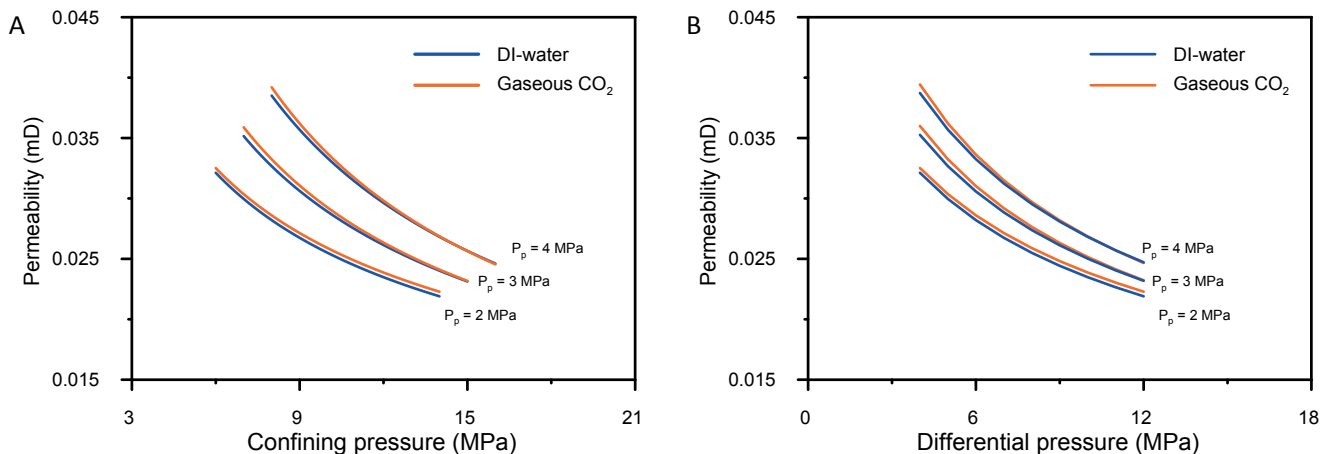 A
0.045
0.035
0.025
0.015
Permeability (mD)
DI-water
Gaseous CO₂
Pₚ = 4 MPa
Pₚ = 3 MPa
Pₚ = 2 MPa
3
9
15
21
Confining pressure (MPa)
B
0.045
0.035
0.025
0.015
Permeability (mD)
DI-water
Gaseous CO₂
Pₚ = 4 MPa
Pₚ = 3 MPa
Pₚ = 2 MPa
0
6
12
18
Differential pressure (MPa)